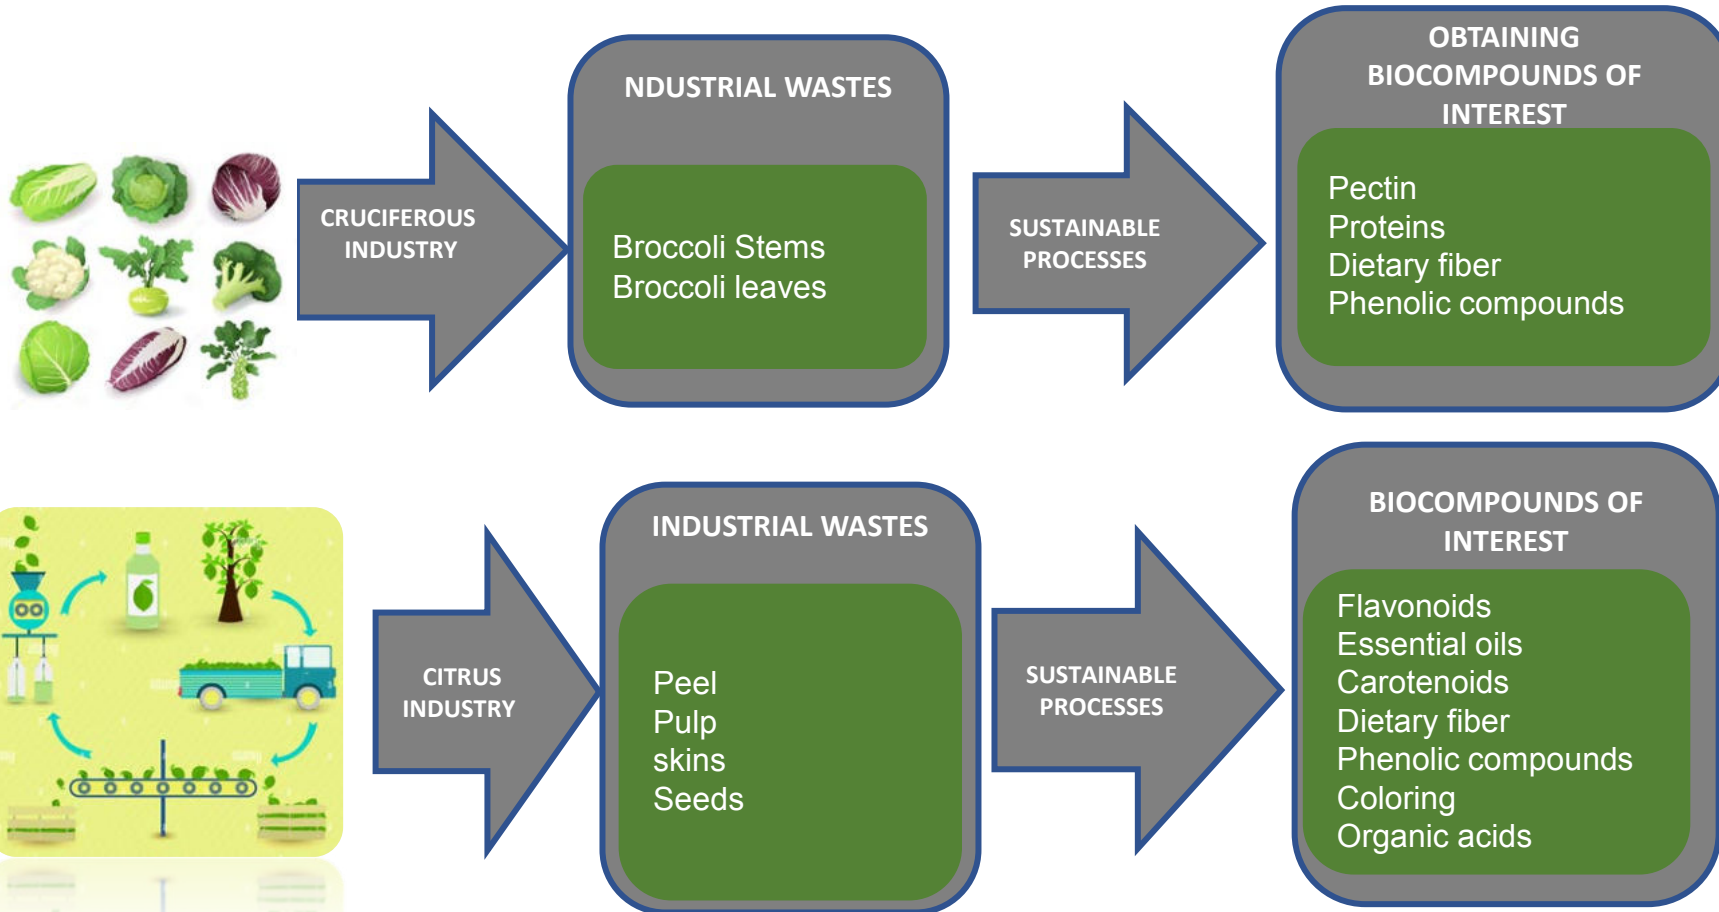 CRUCIFEROUS
INDUSTRY
NDUSTRIAL WASTES
Broccoli Stems
Broccoli leaves
SUSTAINABLE
PROCESSES
OBTAINING
BIOCOMPOUNDS OF
INTEREST
Pectin
Proteins
Dietary fiber
Phenolic compounds
CITRUS
INDUSTRY
INDUSTRIAL WASTES
Peel
Pulp
skins
Seeds
SUSTAINABLE
PROCESSES
BIOCOMPOUNDS OF
INTEREST
Flavonoids
Essential oils
Carotenoids
Dietary fiber
Phenolic compounds
Coloring
Organic acids